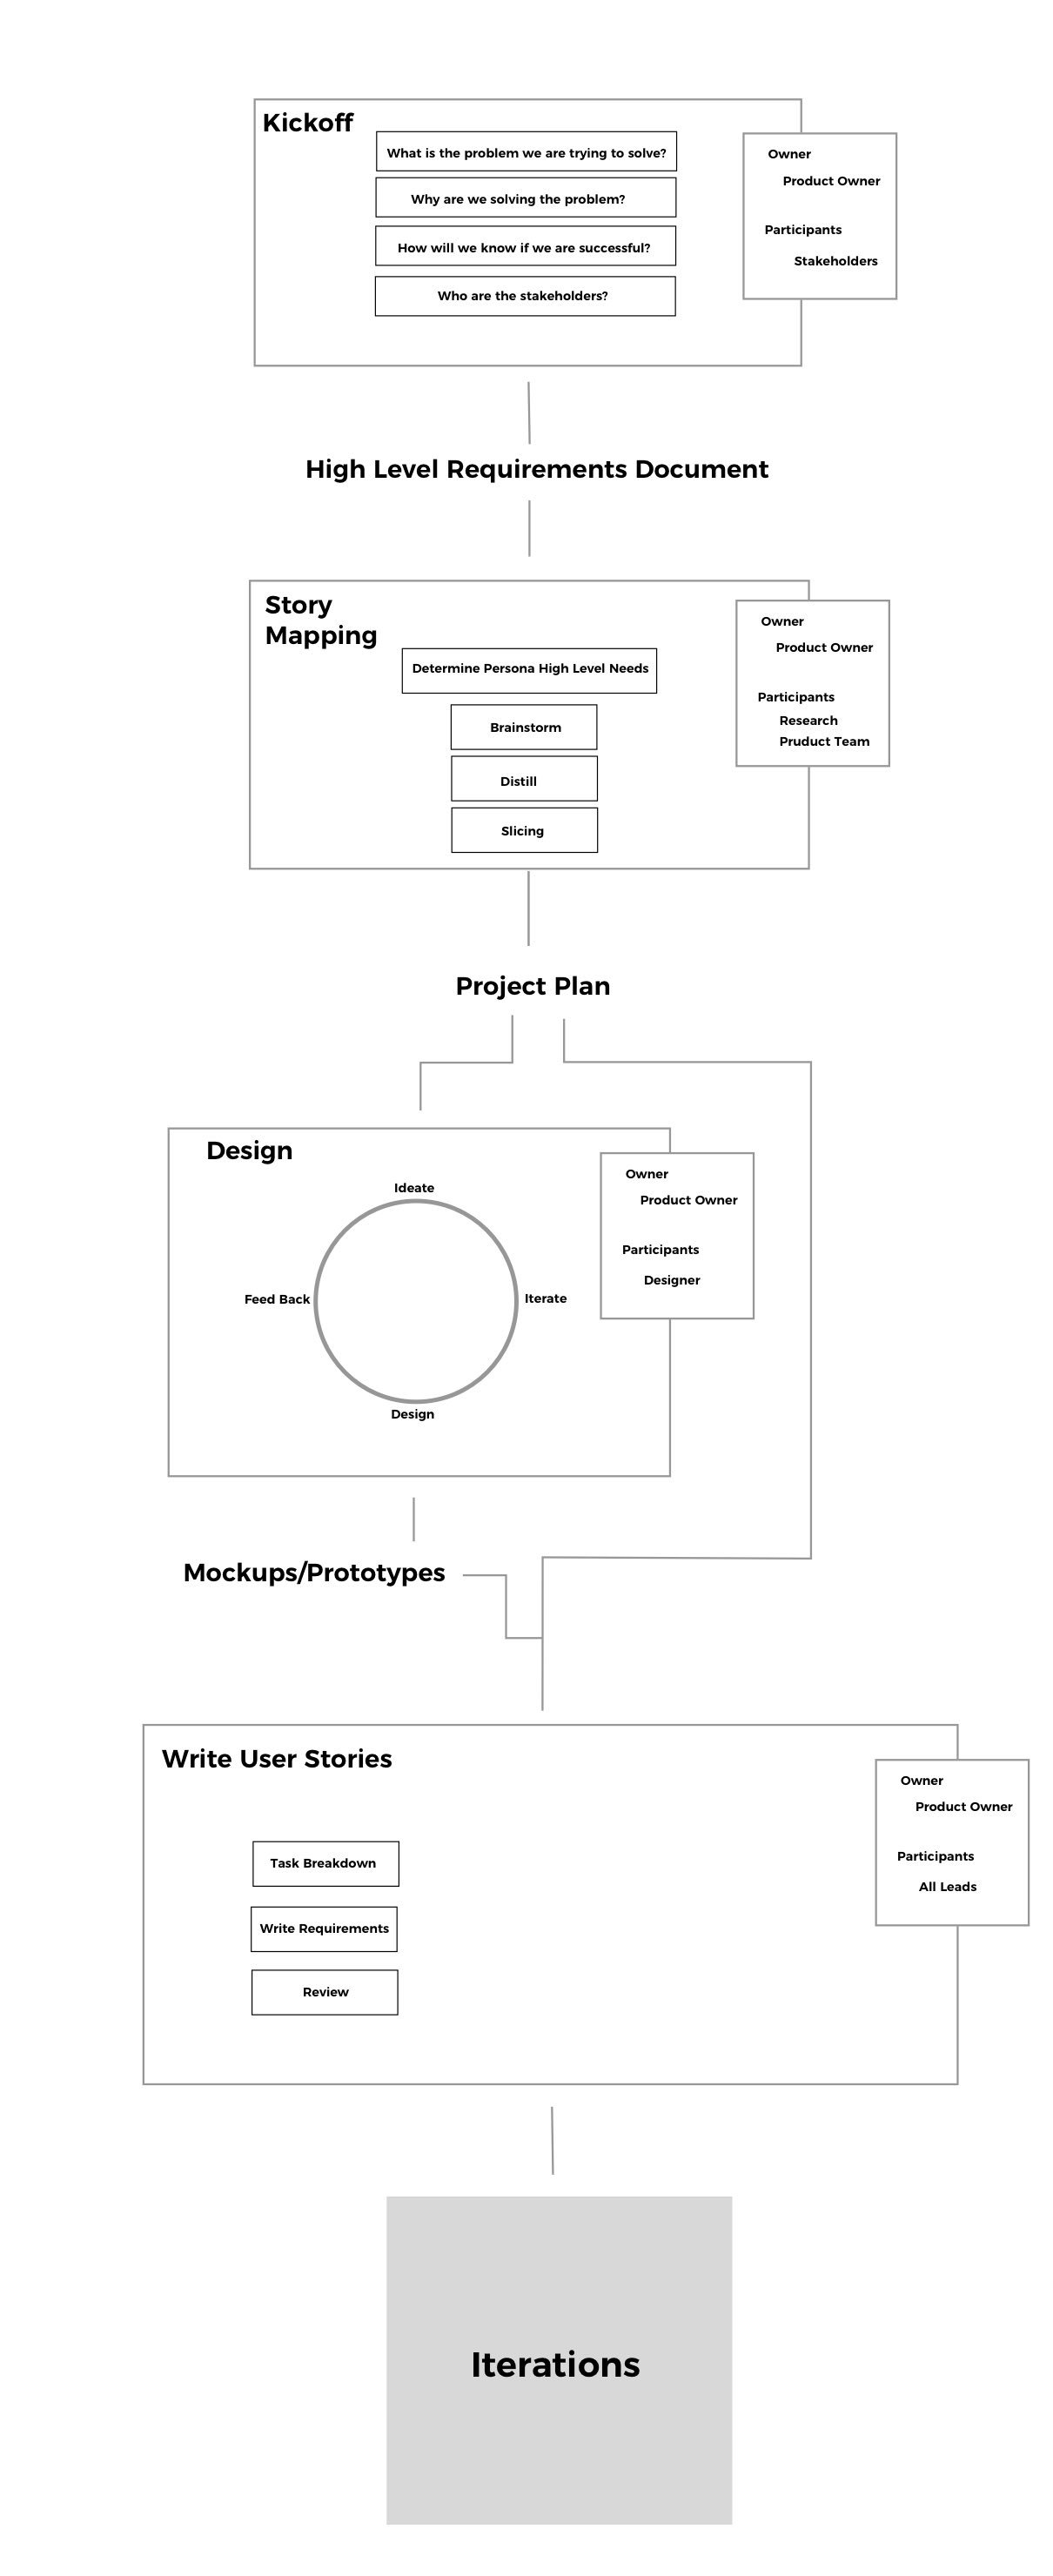 Kickoff
What is the problem we are trying to solve?
Why are we solving the problem?
How will we know if we are successful?
Who are the stakeholders?
Owner
Product Owner
Participants
Stakeholders
High Level Requirements Document
Story
Mapping
Determine Persona High Level Needs
Brainstorm
Distill
Slicing
Owner
Product Owner
Participants
Research
Pruduct Team
Project Plan
Design
Ideate
Feed Back
Iterate
Design
Owner
Product Owner
Participants
Designer
Mockups/Prototypes
Write User Stories
Task Breakdown
Write Requirements
Review
Owner
Product Owner
Participants
All Leads
Iterations